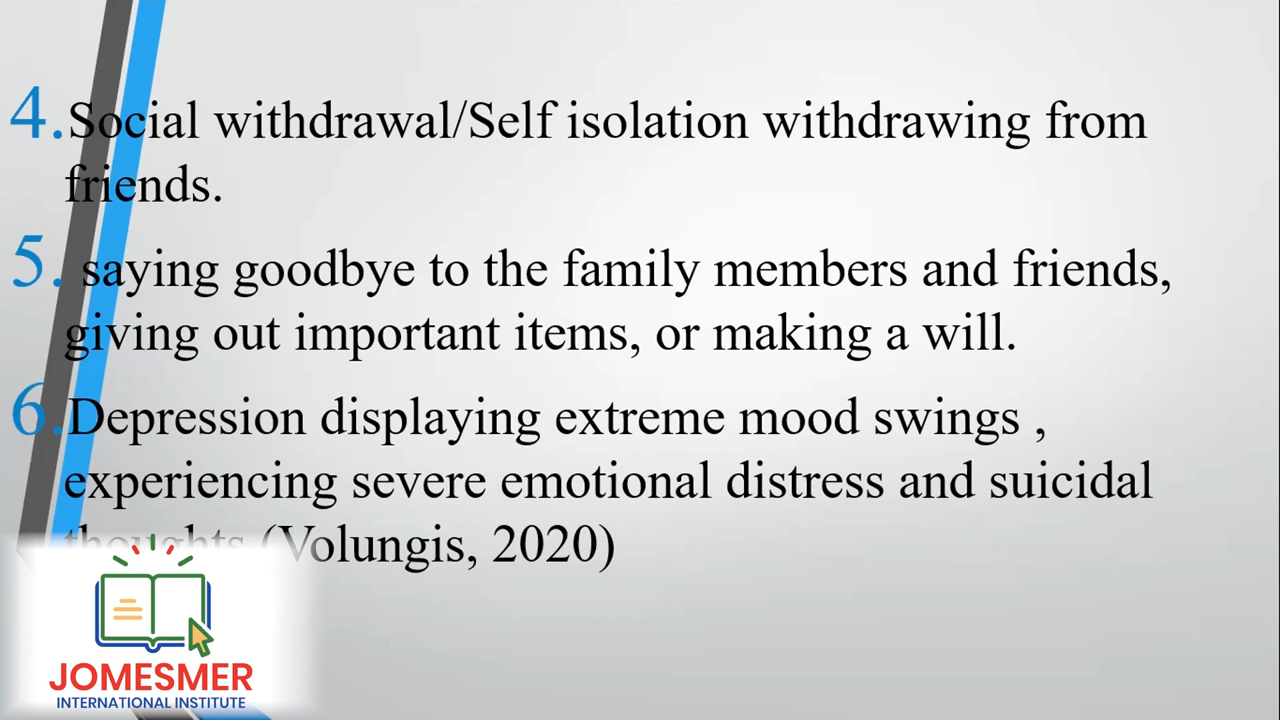 4. Social withdrawal/Self isolation withdrawing from
friends.
5. saying goodbye to the family members and friends,
giving out important items, or making a will.
6. Depression displaying extreme mood swings ,
experiencing severe emotional distress and suicidal
thoughts (Volungis, 2020)
JOMESMER
INTERNATIONAL INSTITUTE